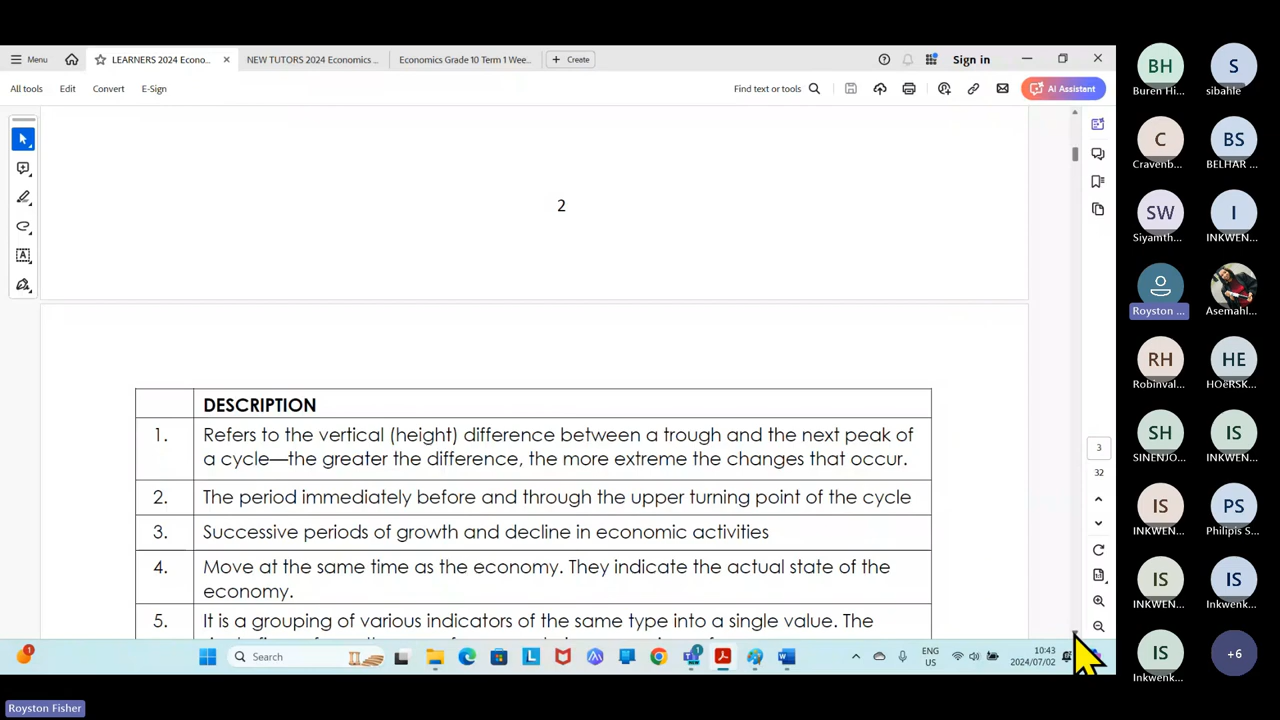 Menu
LEARNERS 2024 Econo...
NEW TUTORS 2024 Economics ...
Economics Grade 10 Term 1 Wee...
Create
Sign in
All tools
Edit
Convert
E-Sign
Find text or tools
AI Assistant
2
DESCRIPTION
1. Refers to the vertical (height) difference between a trough and the next peak of
a cycle—the greater the difference, the more extreme the changes that occur.
2. The period immediately before and through the upper turning point of the cycle
3. Successive periods of growth and decline in economic activities
4. Move at the same time as the economy. They indicate the actual state of the
economy.
5. It is a grouping of various indicators of the same type into a single value. The
3
32
1
Search
ENG
US
10:43
2024/07/02
Royston Fisher
BH
Buren Hi...
S
sibahle
C
Cravenb...
BS
BELHAR ...
SW
Siyamth...
I
INKWEN...
Royston ...
Asemahl...
RH
Robinval...
HE
HOërSK...
SH
SINENJO...
IS
INKWEN...
IS
INKWEN...
PS
Philipis S...
IS
INKWEN...
IS
Inkwenk...
IS
Inkwenk...
+6